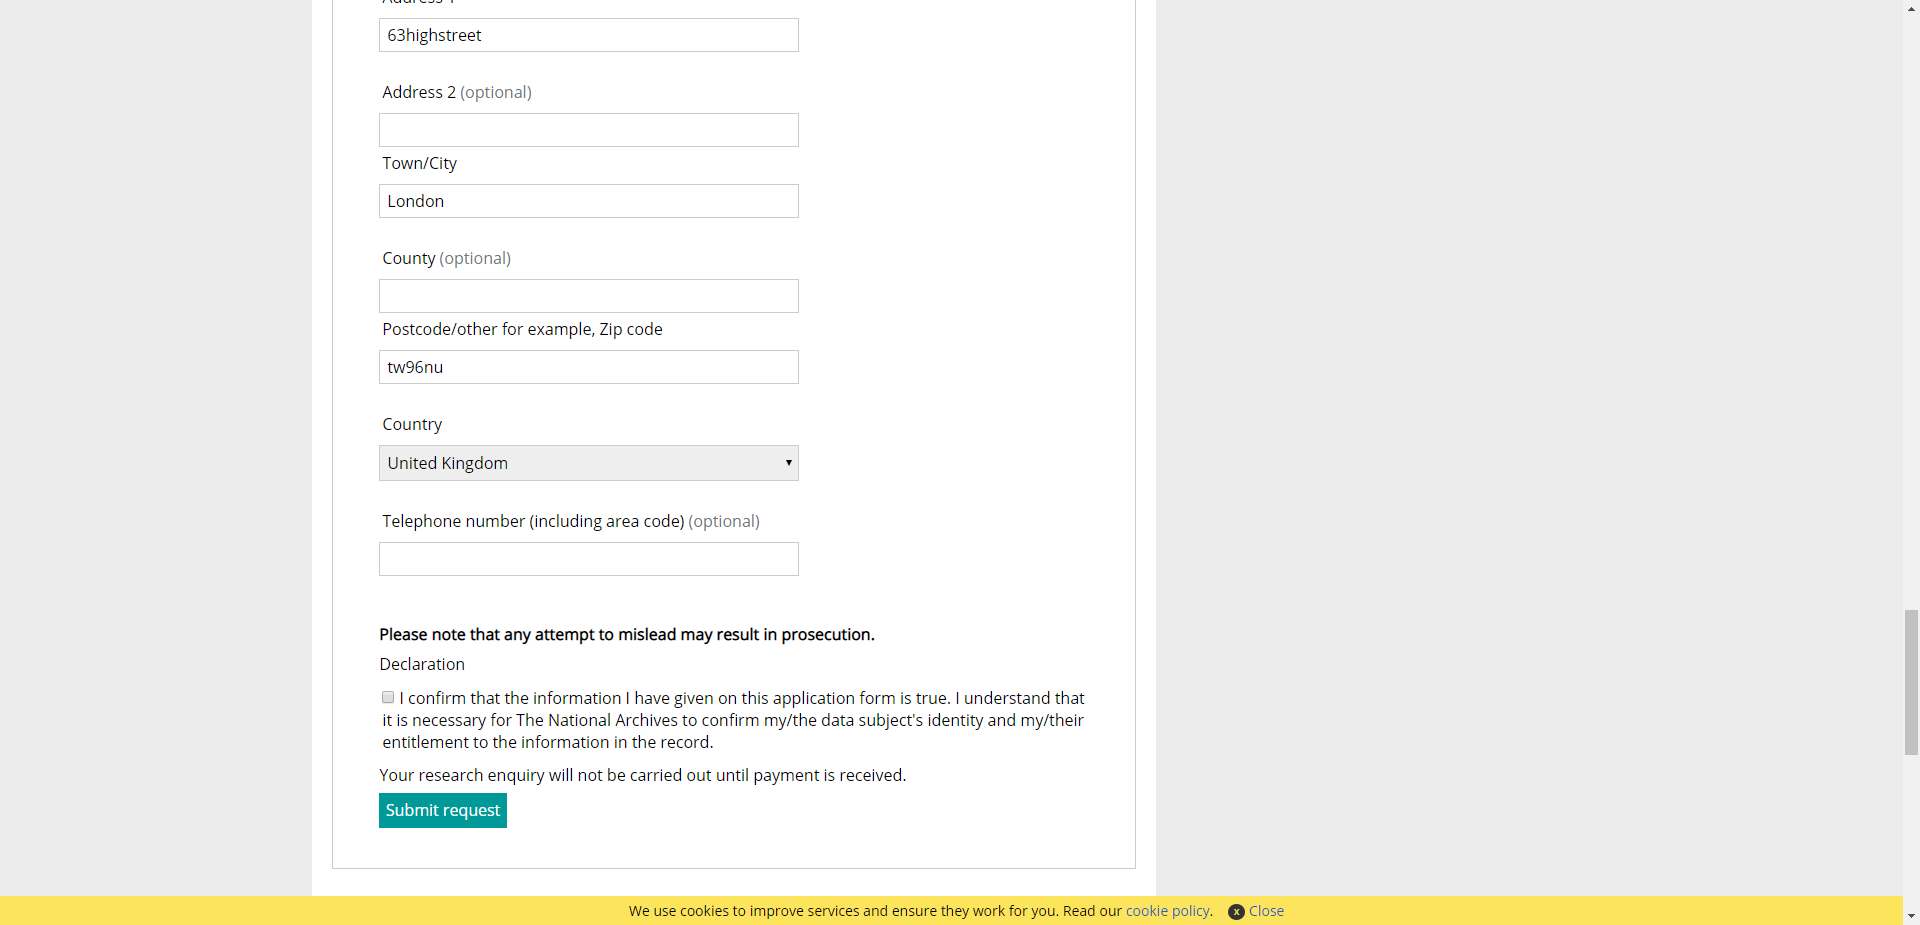 Address 1
63highstreet
Address 2 (optional)
Town/City
London
County (optional)
Postcode/other for example, Zip code
tw96nu
Country
United Kingdom
Telephone number (including area code) (optional)
Please note that any attempt to mislead may result in prosecution.
Declaration
I confirm that the information I have given on this application form is true. I understand that
it is necessary for The National Archives to confirm my/the data subject's identity and my/their
entitlement to the information in the record.
Your research enquiry will not be carried out until payment is received.
Submit request
We use cookies to improve services and ensure they work for you. Read our cookie policy. x Close